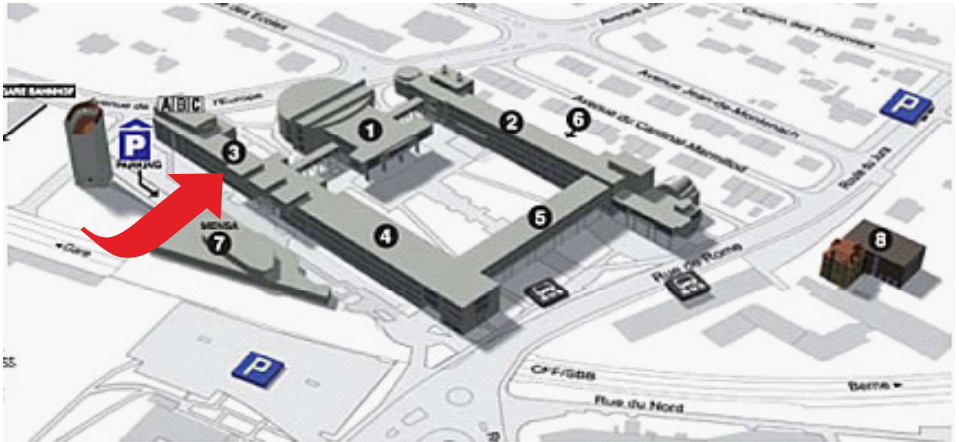 Chemin des Pommiers
Avenue Jean-de-Montenach
Avenue du Cardinal-Mermillod
GARE BAHNHOF
Avenue de l'Europe
A B C
P
PARKING
1
2
3
4
5
6
7
8
MENSA
P
Route du Jura
Rue de Rome
Gare
P
CFF/SBB
Berne
Rue du Nord